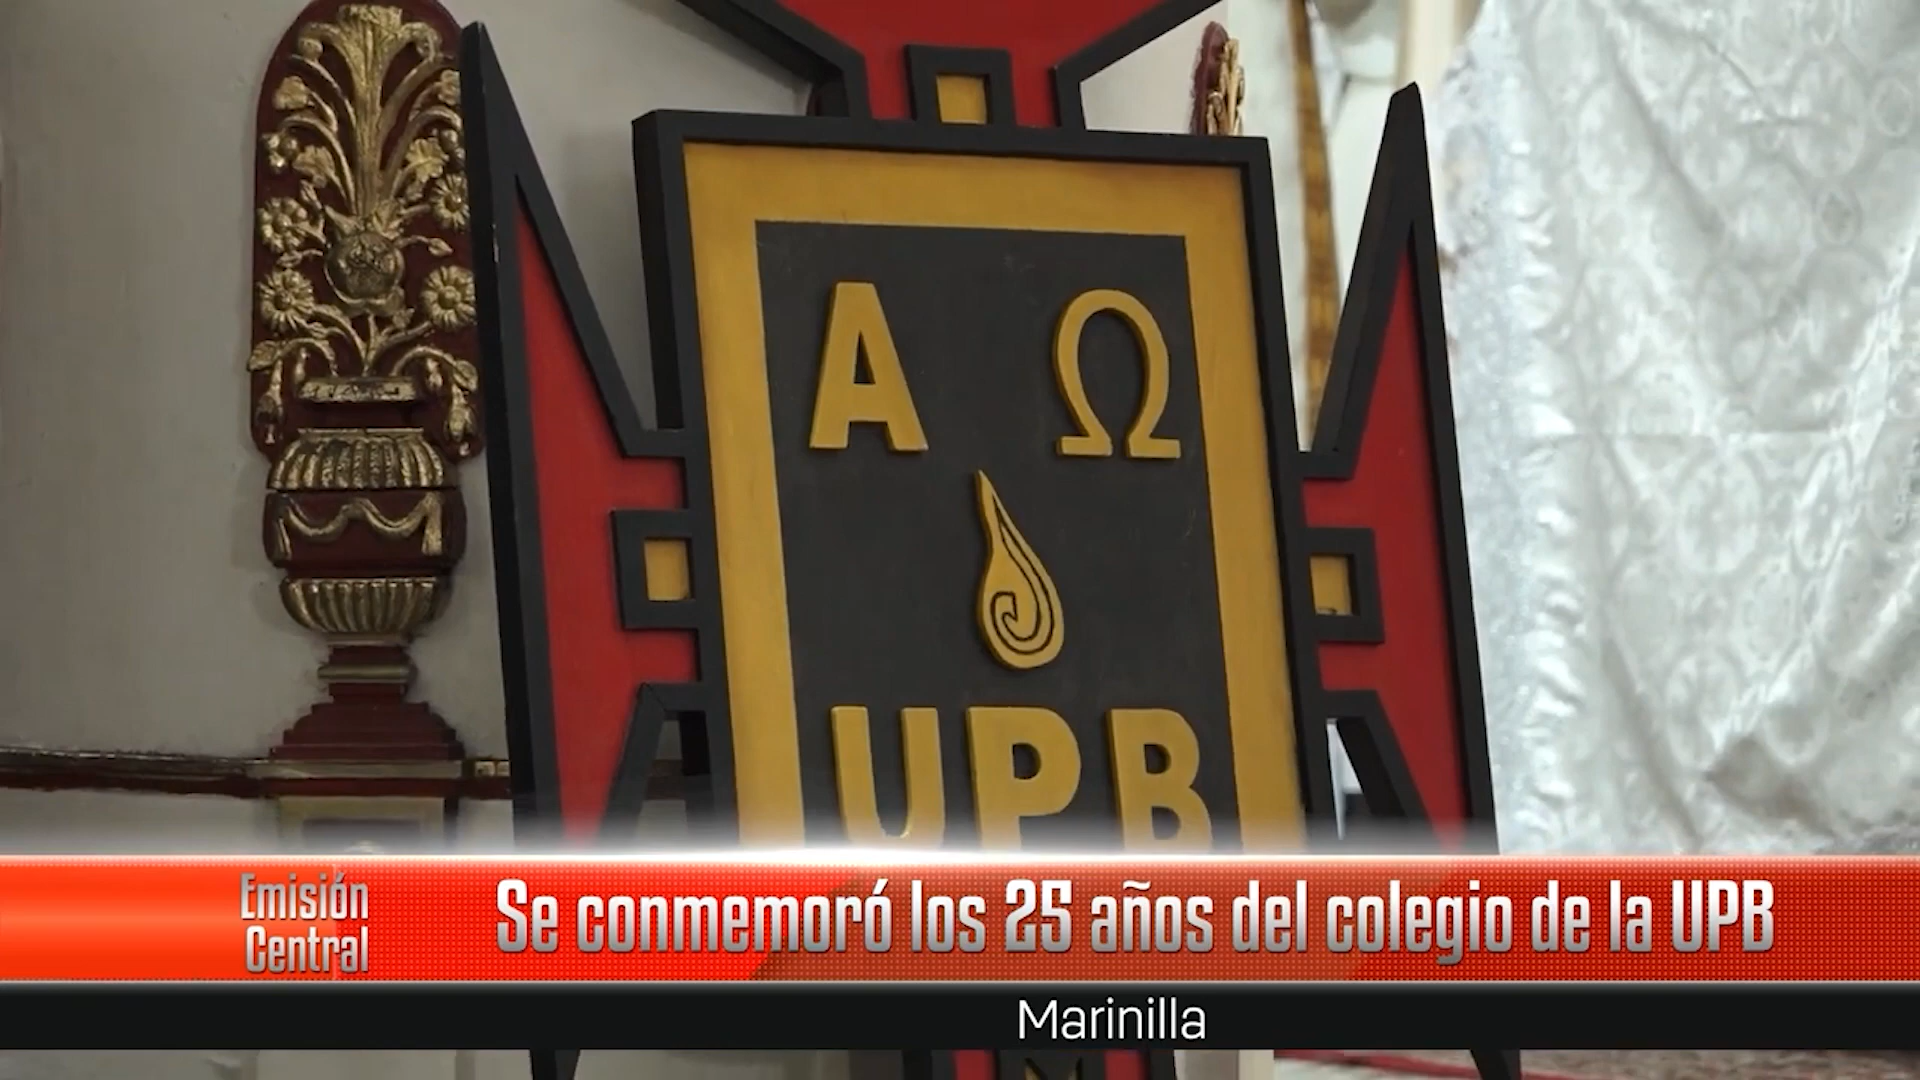 A Ω
UPB
Emisión
Central
Se conmemoró los 25 años del colegio de la UPB
Marinilla